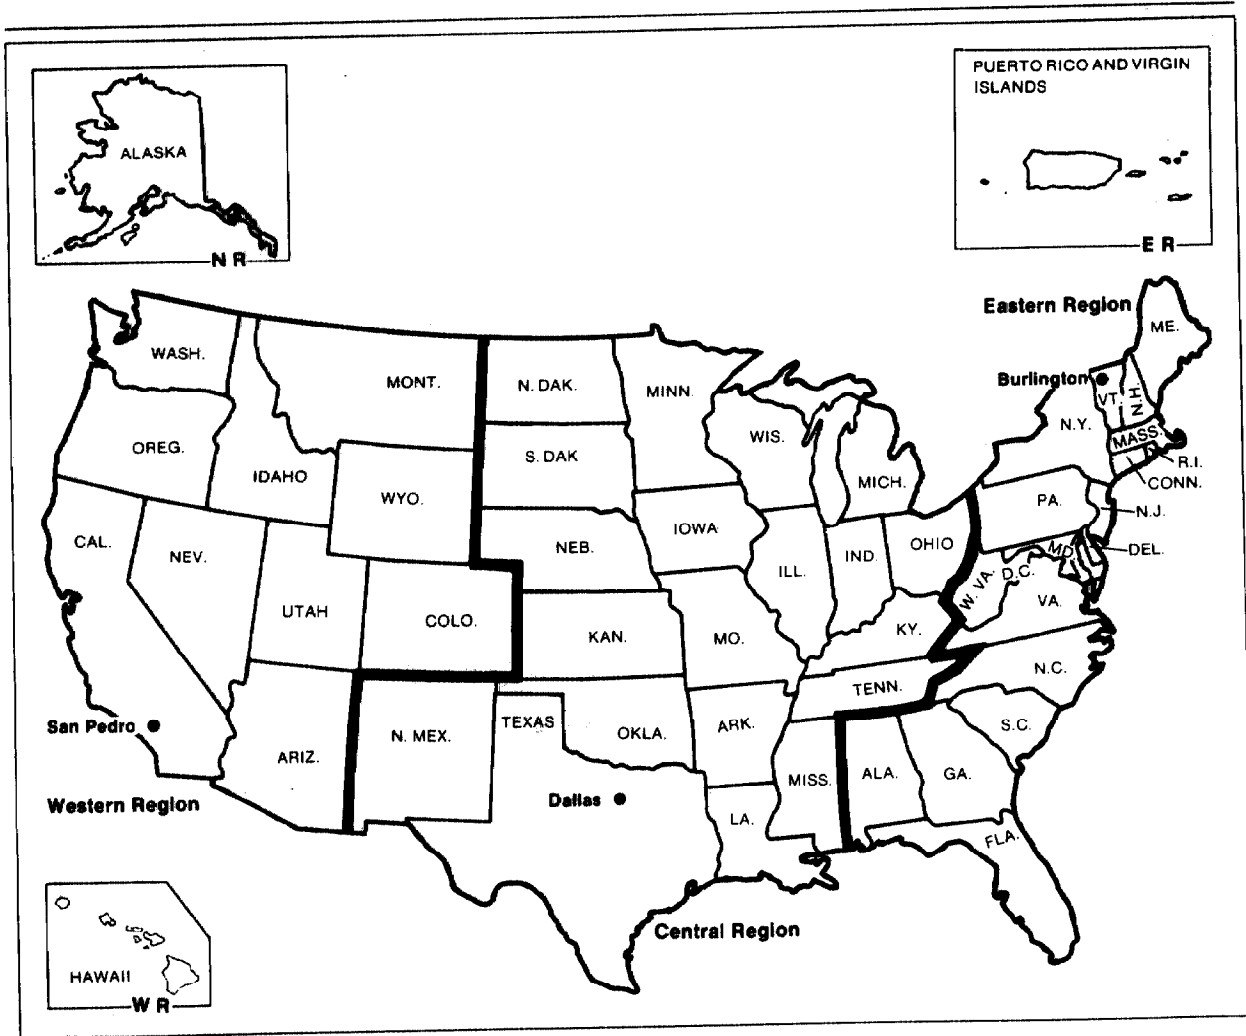 PUERTO RICO AND VIRGIN
ISLANDS
ALASKA
N R
E R
Eastern Region
ME.
WASH.
MONT.
N. DAK.
MINN.
Burlington
VT.
N.H.
OREG.
IDAHO
WYO.
S. DAK
WIS.
MICH.
N.Y.
MASS.
R.I.
CONN.
CAL.
NEV.
NEB.
IOWA
ILL.
IND.
OHIO
PA.
N.J.
MD.
DEL.
W. VA.
D.C.
VA.
UTAH
COLO.
KAN.
MO.
KY.
N.C.
TENN.
San Pedro
ARIZ.
N. MEX.
TEXAS
OKLA.
ARK.
S.C.
MISS.
ALA.
GA.
Western Region
Dallas
LA.
FLA.
Central Region
HAWAII
W R